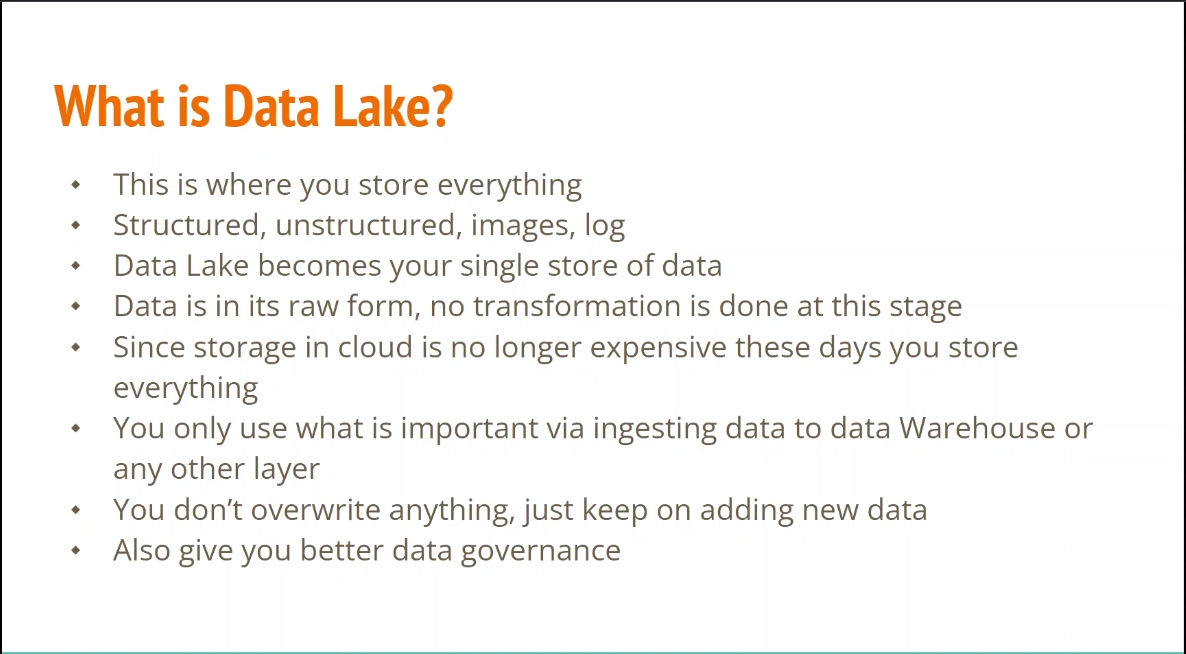 What is Data Lake?
This is where you store everything
Structured, unstructured, images, log
Data Lake becomes your single store of data
Data is in its raw form, no transformation is done at this stage
Since storage in cloud is no longer expensive these days you store
everything
You only use what is important via ingesting data to data Warehouse or
any other layer
You don’t overwrite anything, just keep on adding new data
Also give you better data governance